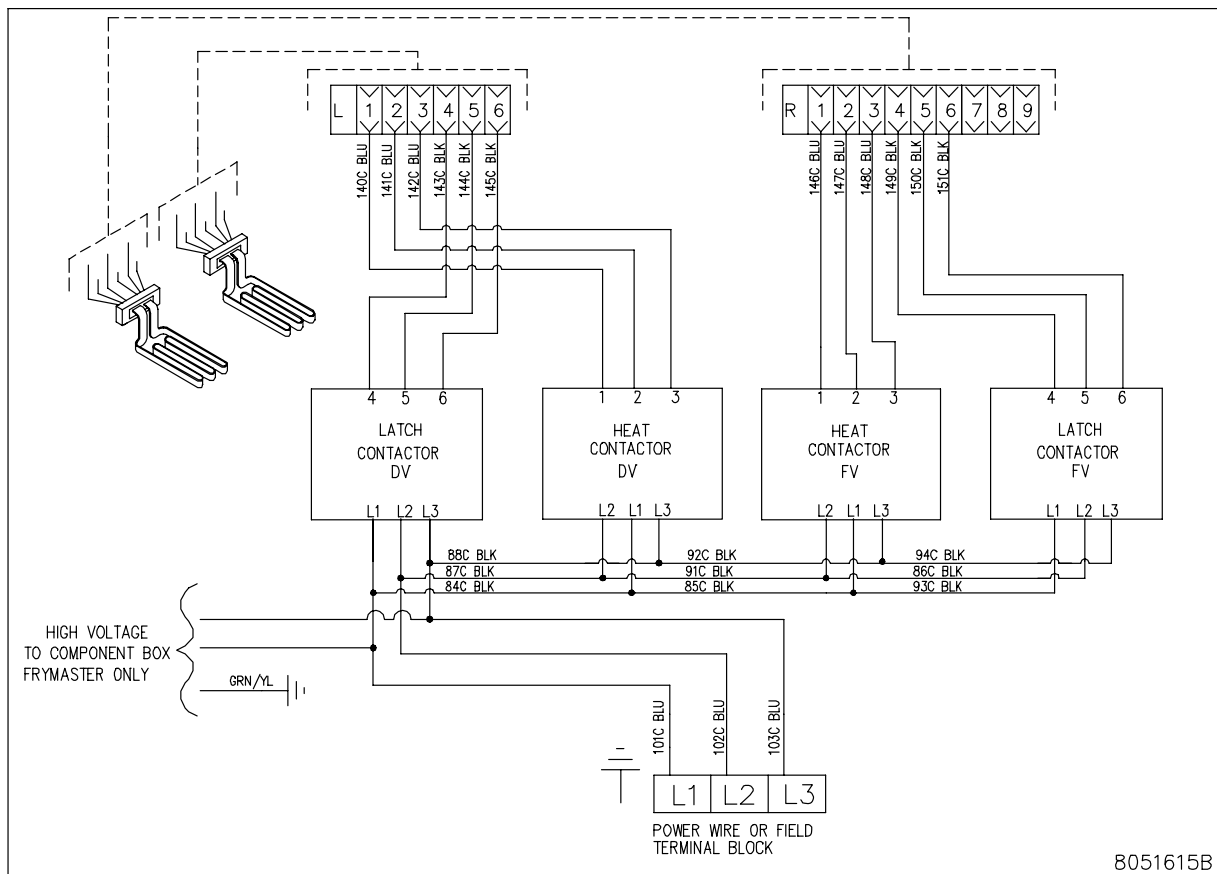 L 1 2 3 4 5 6
R 1 2 3 4 5 6 7 8 9
140C BLU
141C BLU
142C BLU
143C BLK
144C BLK
145C BLK
146C BLU
147C BLU
148C BLU
149C BLK
150C BLK
151C BLK
4 5 6
LATCH
CONTACTOR
DV
L1 L2 L3
1 2 3
HEAT
CONTACTOR
DV
L2 L1 L3
1 2 3
HEAT
CONTACTOR
FV
L2 L1 L3
4 5 6
LATCH
CONTACTOR
FV
L1 L2 L3
88C BLK 92C BLK 94C BLK
87C BLK 91C BLK 86C BLK
84C BLK 85C BLK 93C BLK
HIGH VOLTAGE
TO COMPONENT BOX
FRYMASTER ONLY
GRN/YL
101C BLU
102C BLU
103C BLU
L1 L2 L3
POWER WIRE OR FIELD
TERMINAL BLOCK
8051615B